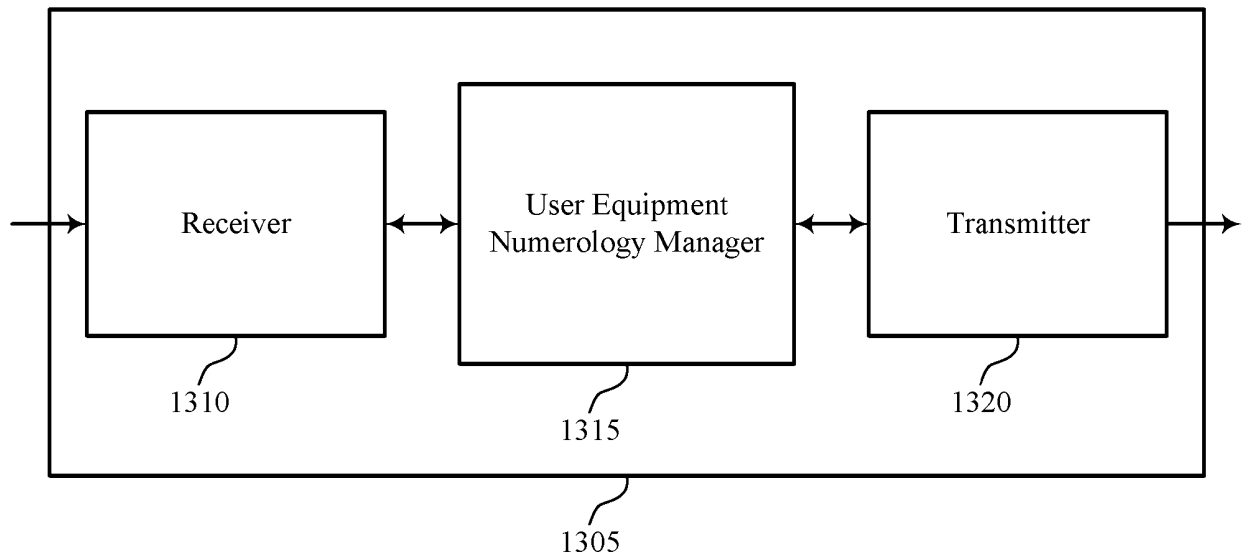 Receiver
User Equipment
Numerology Manager
Transmitter
1310
1315
1320
1305